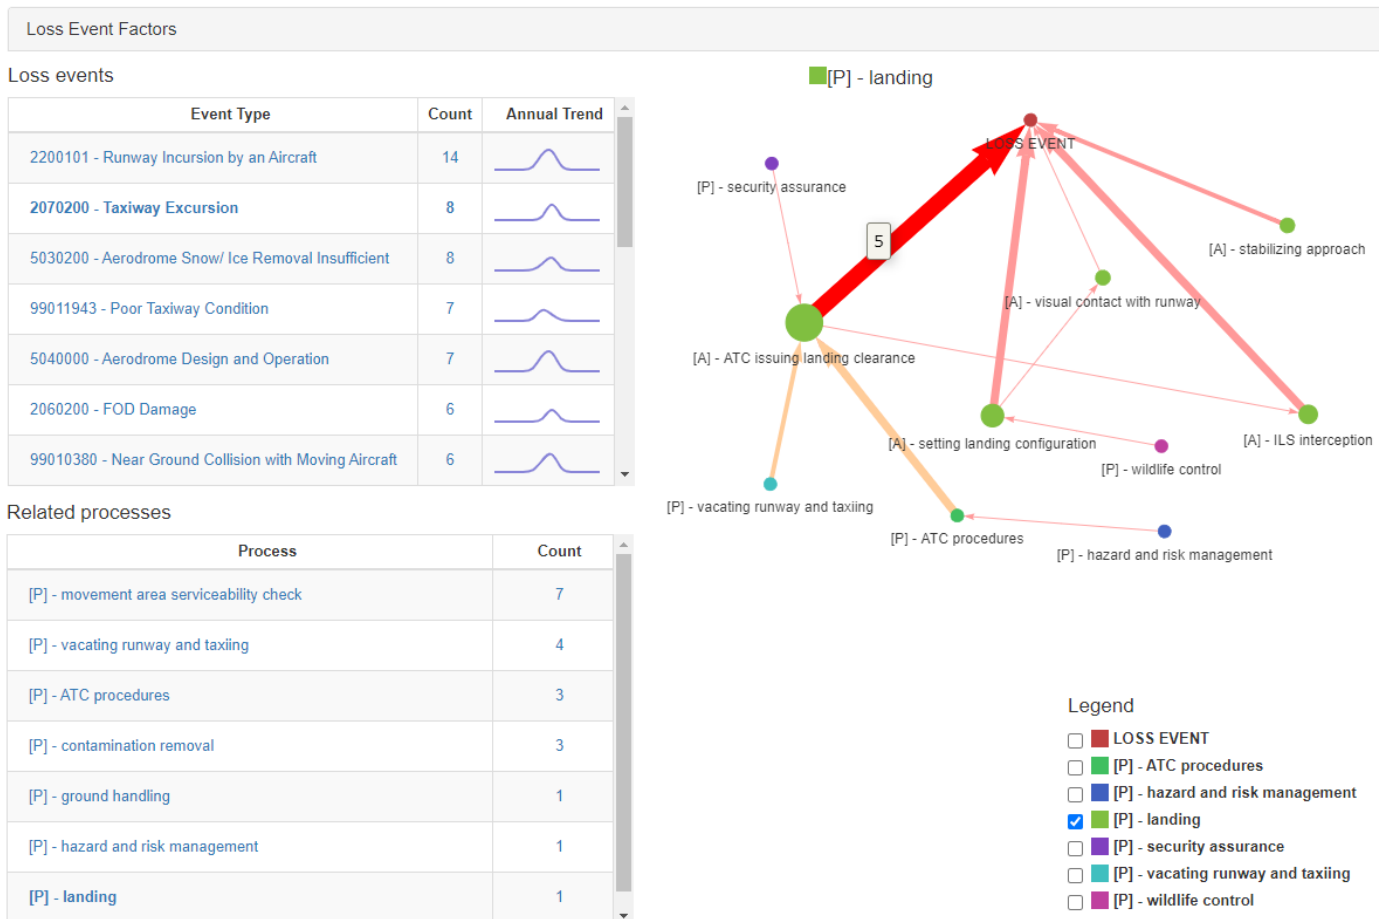 Loss Event Factors
Loss events
Event Type Count Annual Trend
2200101 - Runway Incursion by an Aircraft 14
2070200 - Taxiway Excursion 8
5030200 - Aerodrome Snow/ Ice Removal Insufficient 8
99011943 - Poor Taxiway Condition 7
5040000 - Aerodrome Design and Operation 7
2060200 - FOD Damage 6
99010380 - Near Ground Collision with Moving Aircraft 6
Related processes
Process Count
[P] - movement area serviceability check 7
[P] - vacating runway and taxiing 4
[P] - ATC procedures 3
[P] - contamination removal 3
[P] - ground handling 1
[P] - hazard and risk management 1
[P] - landing 1
[P] - landing
LOSS EVENT
[P] - security assurance
5
[A] - stabilizing approach
[A] - visual contact with runway
[A] - ATC issuing landing clearance
[A] - setting landing configuration
[A] - ILS interception
[P] - wildlife control
[P] - vacating runway and taxiing
[P] - ATC procedures
[P] - hazard and risk management
Legend
LOSS EVENT
[P] - ATC procedures
[P] - hazard and risk management
[P] - landing
[P] - security assurance
[P] - vacating runway and taxiing
[P] - wildlife control